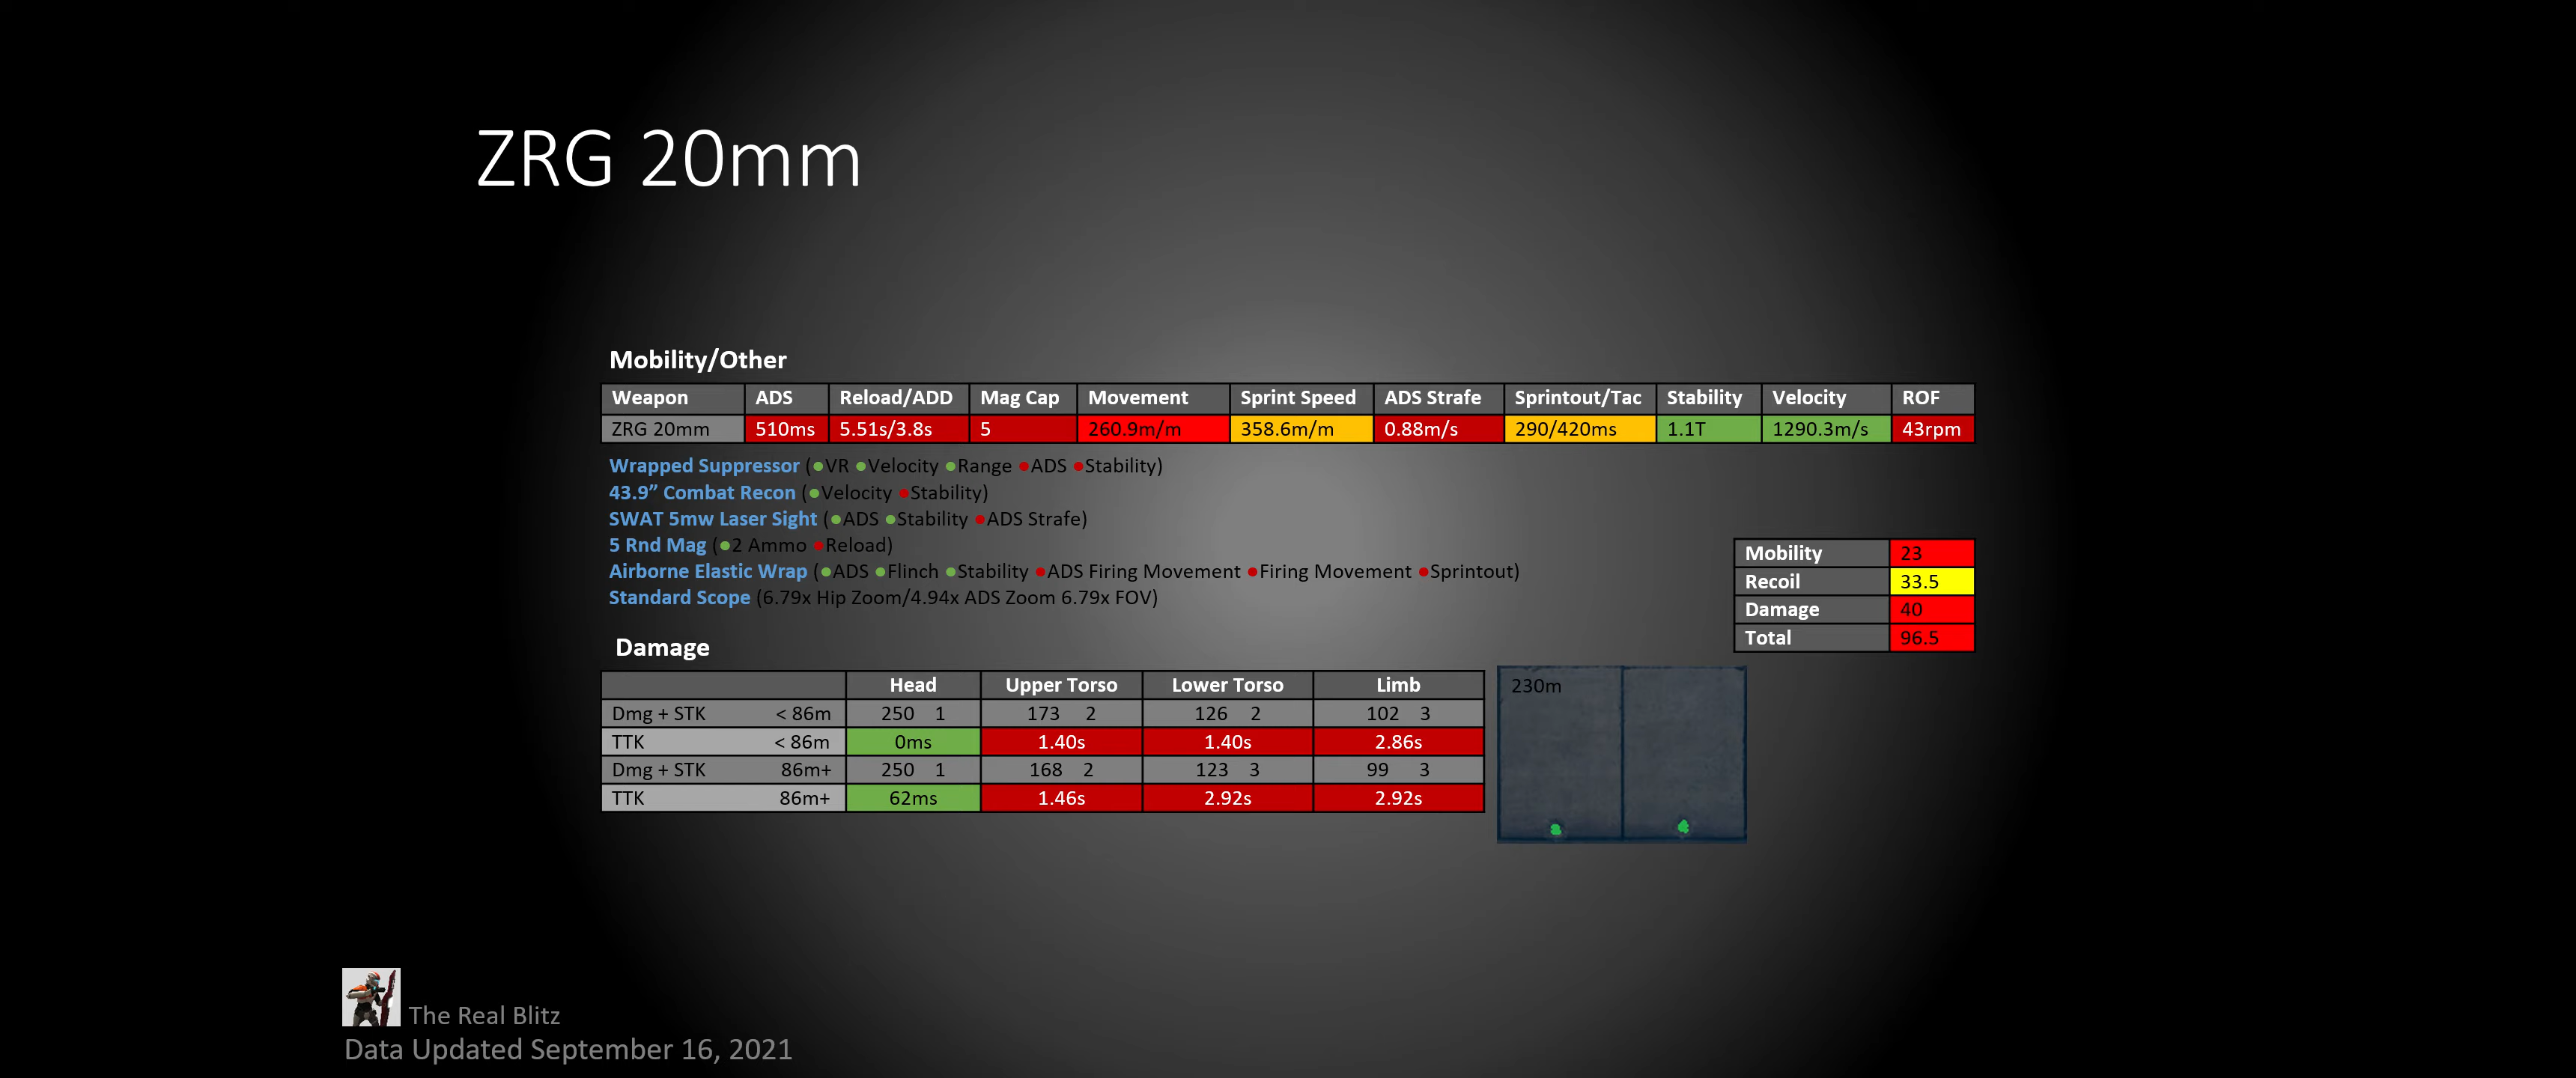 ZRG 20mm
Mobility/Other
Weapon ADS Reload/ADD Mag Cap Movement Sprint Speed ADS Strafe Sprintout/Tac Stability Velocity ROF
ZRG 20mm 510ms 5.51s/3.8s 5 260.9m/m 358.6m/m 0.88m/s 290/420ms 1.1T 1290.3m/s 43rpm
Wrapped Suppressor (●VR ●Velocity ●Range ●ADS ●Stability)
43.9” Combat Recon (●Velocity ●Stability)
SWAT 5mw Laser Sight (●ADS ●Stability ●ADS Strafe)
5 Rnd Mag (●2 Ammo ●Reload)
Airborne Elastic Wrap (●ADS ●Flinch ●Stability ●ADS Firing Movement ●Firing Movement ●Sprintout)
Standard Scope (6.79x Hip Zoom/4.94x ADS Zoom 6.79x FOV)
Mobility 23
Recoil 33.5
Damage 40
Total 96.5
Damage
Head Upper Torso Lower Torso Limb
Dmg + STK < 86m 250 1 173 2 126 2 102 3
TTK < 86m 0ms 1.40s 1.40s 2.86s
Dmg + STK 86m+ 250 1 168 2 123 3 99 3
TTK 86m+ 62ms 1.46s 2.92s 2.92s
230m
The Real Blitz
Data Updated September 16, 2021